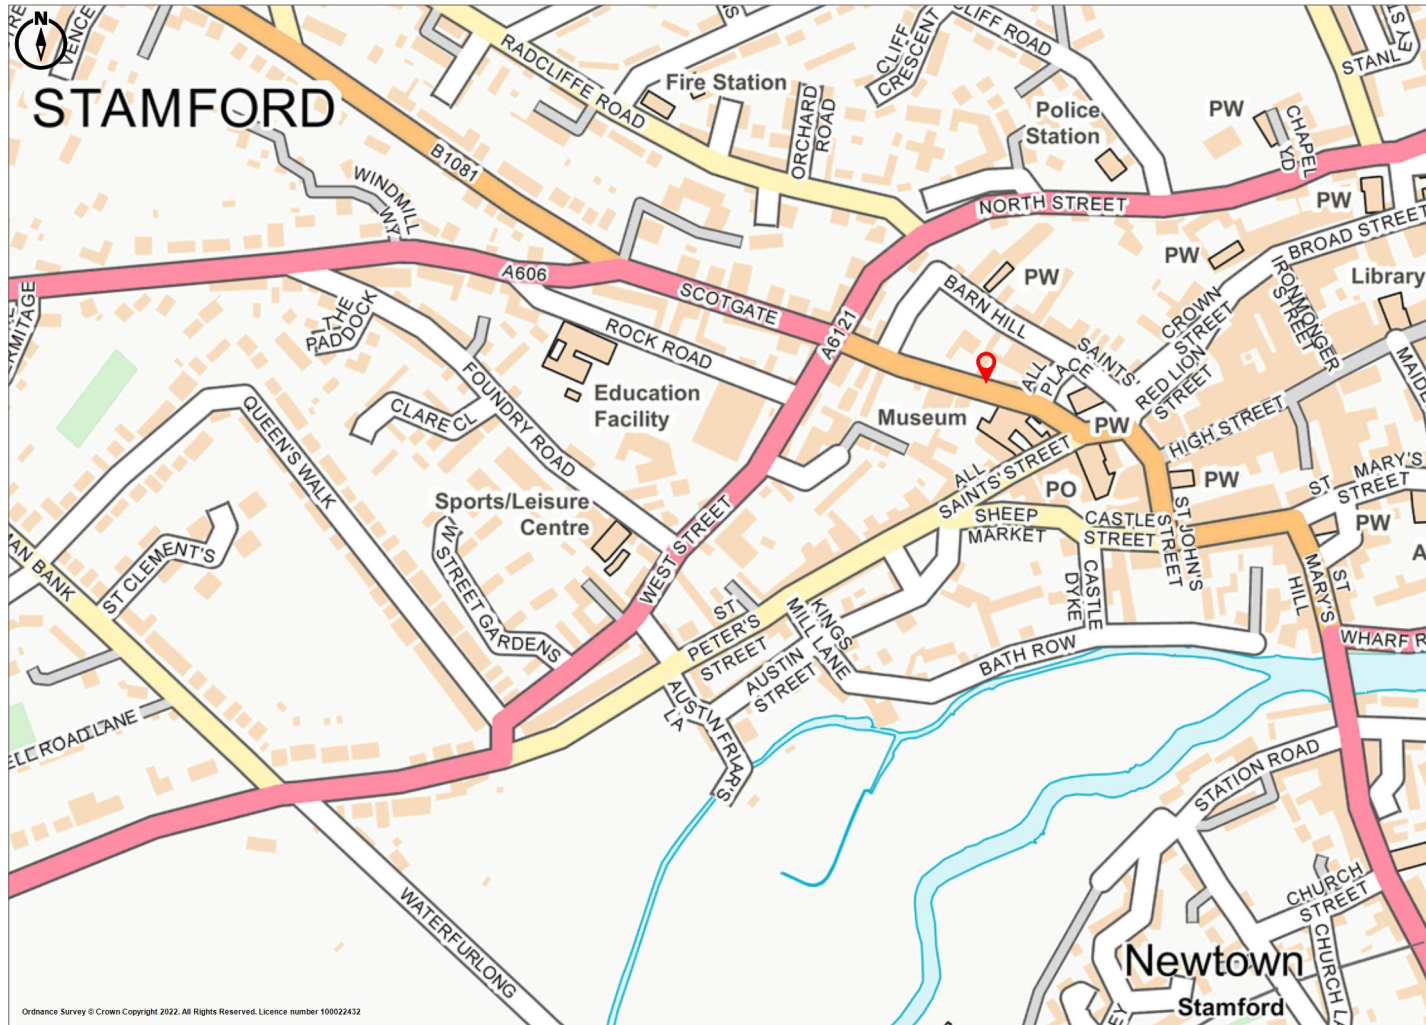 N
STAMFORD
RADCLIFFE ROAD
Fire Station
ORCHARD
ROAD
CLIFF
CRESCENT
CLIFF ROAD
Police
Station
PW
CHAPEL
YD
STANLEY
B1081
WINDMILL
WY
NORTH STREET
PW
BROAD STREET
PW
PW
IRONMONGER
STREET
Library
A606
SCOTGATE
A6121
BARN HILL
CROWN
STREET
THE
PADDOCK
ROCK ROAD
ALL
SAINTS'
PLACE
RED LION
STREET
Education
Facility
FOUNDRY ROAD
CLARE CL
QUEEN'S WALK
Museum
PW
HIGH STREET
ALL
SAINTS' STREET
PO
PW
ST
MARY'S
STREET
PW
Sports/Leisure
Centre
WEST STREET
SHEEP
MARKET
CASTLE
STREET
ST JOHN'S
STREET
ST CLEMENT'S
STREET GARDENS
ST
PETER'S
STREET
KINGS
MILL LANE
CASTLE
DYKE
ST
MARY'S
HILL
WHARF R
BATH ROW
AUSTIN
STREET
AUSTIN FRIARS
LA
STATION ROAD
WATERFURLONG
CHURCH
STREET
CHURCH LA
Newtown
Stamford
Ordnance Survey © Crown Copyright 2022. All Rights Reserved. Licence number 100022432